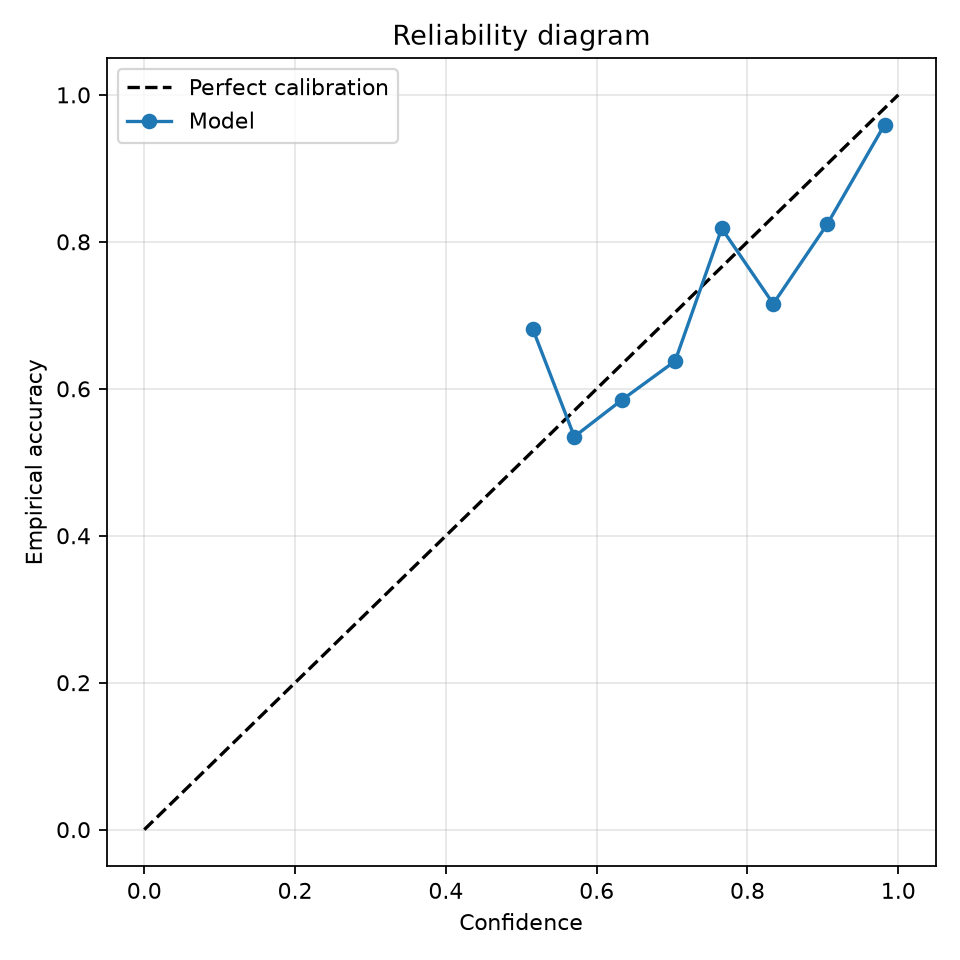 Reliability diagram
Perfect calibration
Model
Empirical accuracy
1.0
0.8
0.6
0.4
0.2
0.0
0.0 0.2 0.4 0.6 0.8 1.0
Confidence